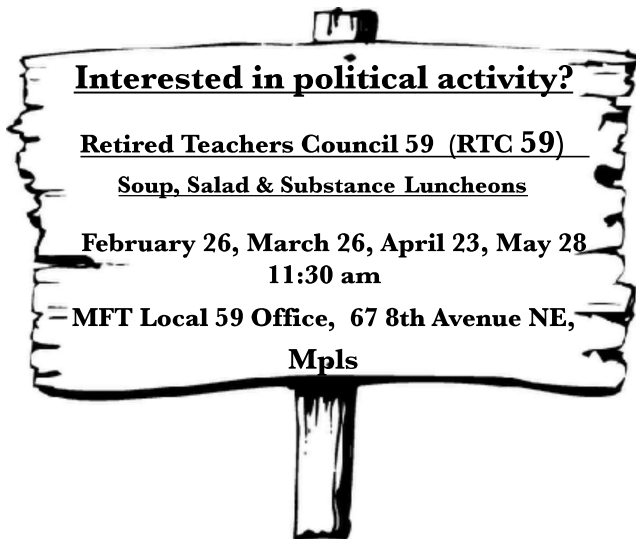 Interested in political activity?
Retired Teachers Council 59 (RTC 59)
Soup, Salad & Substance Luncheons
February 26, March 26, April 23, May 28
11:30 am
MFT Local 59 Office, 67 8th Avenue NE,
Mpls